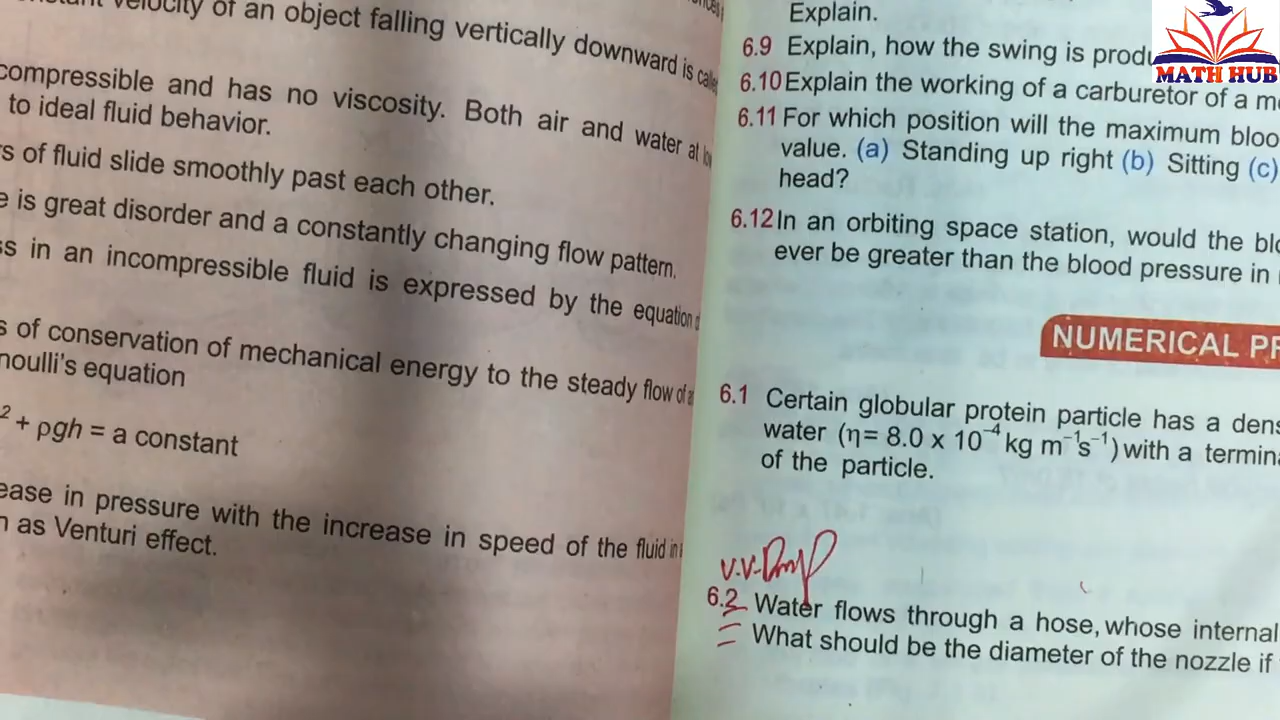 velocity of an object falling vertically downward is
compressible and has no viscosity. Both air and water at
to ideal fluid behavior.
s of fluid slide smoothly past each other.
e is great disorder and a constantly changing flow pattern.
ss in an incompressible fluid is expressed by the equation
s of conservation of mechanical energy to the steady flow of
noulli's equation
² + ρgh = a constant
ease in pressure with the increase in speed of the fluid in
n as Venturi effect.
Explain.
6.9 Explain, how the swing is produ
6.10 Explain the working of a carburetor of a m
6.11 For which position will the maximum bloo
value. (a) Standing up right (b) Sitting (c)
head?
6.12 In an orbiting space station, would the blo
ever be greater than the blood pressure in
NUMERICAL PR
6.1 Certain globular protein particle has a dens
water (η= 8.0 x 10⁻⁴ kg m⁻¹s⁻¹) with a termina
of the particle.
V.V. Imp
6.2 Water flows through a hose, whose internal
What should be the diameter of the nozzle if
MATH HUB